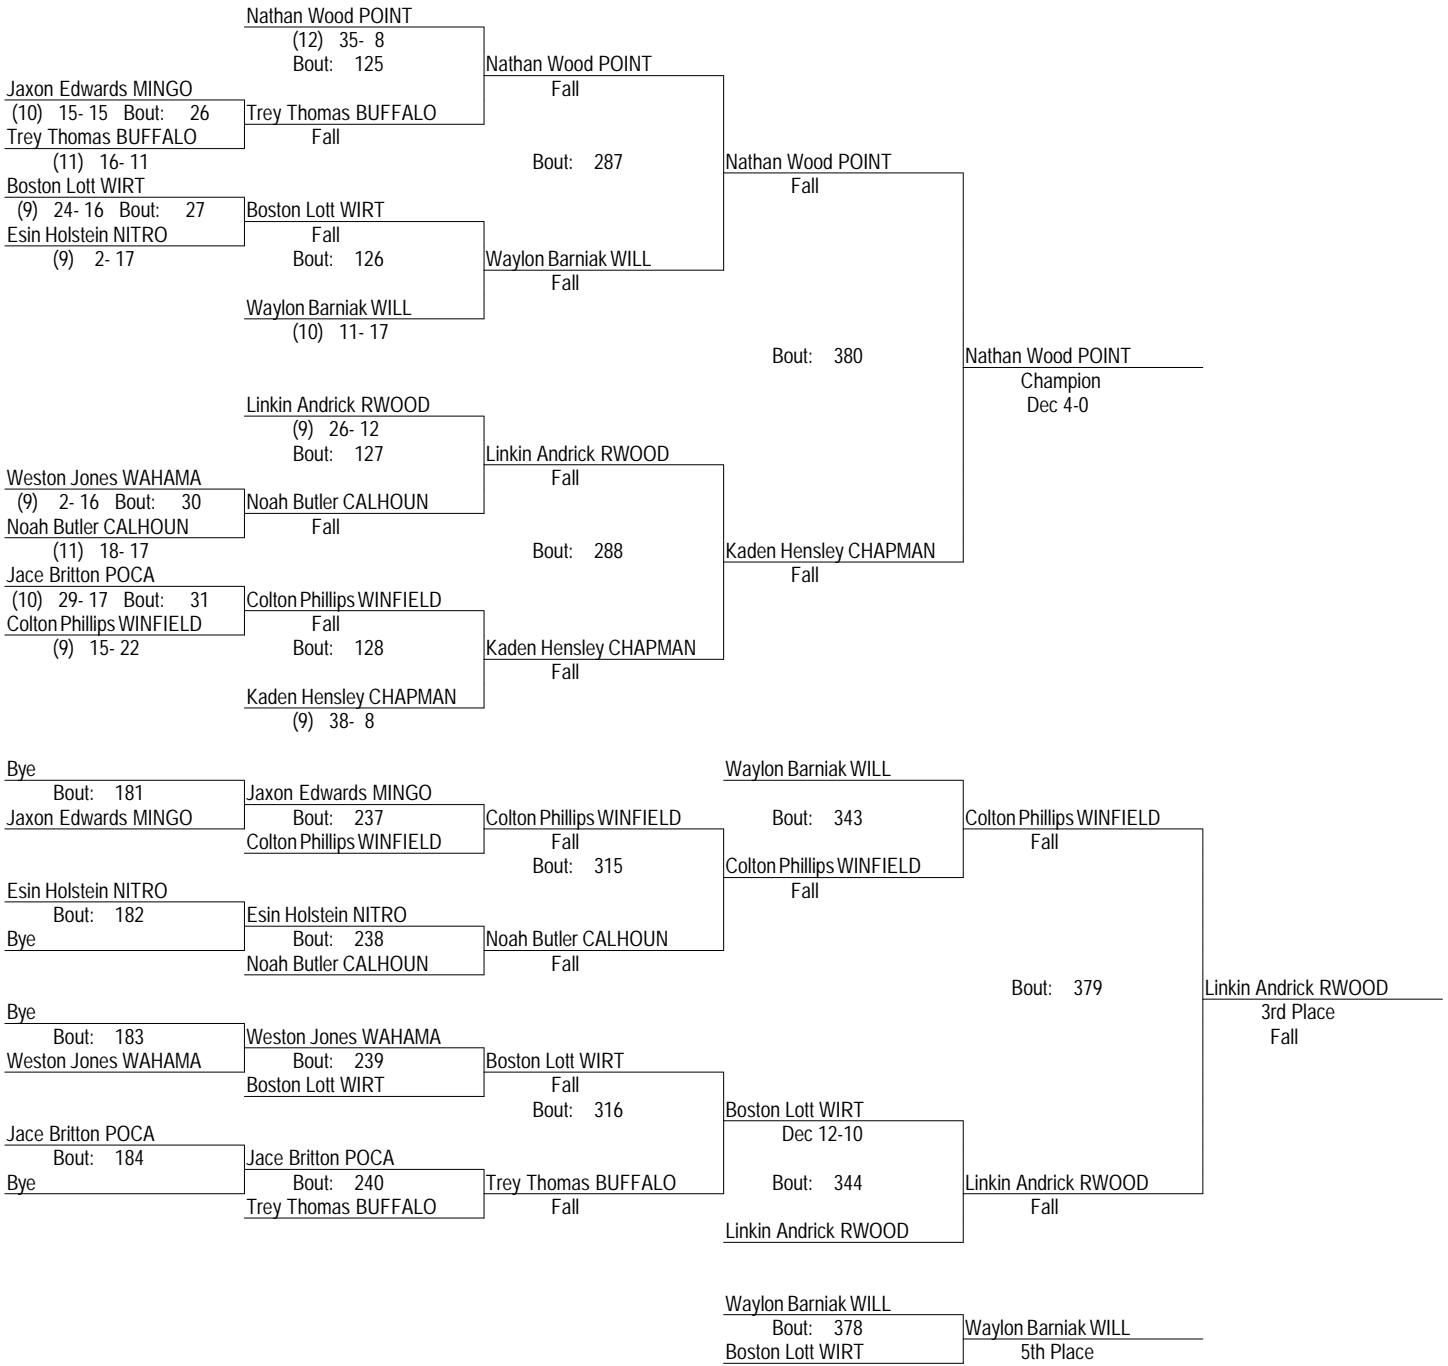 Nathan Wood POINT
(12) 35- 8
Bout: 125
Nathan Wood POINT
Fall
Jaxon Edwards MINGO
(10) 15- 15 Bout: 26
Trey Thomas BUFFALO
Fall
Trey Thomas BUFFALO
(11) 16- 11
Bout: 287
Nathan Wood POINT
Fall
Boston Lott WIRT
(9) 24- 16 Bout: 27
Boston Lott WIRT
Fall
Esin Holstein NITRO
(9) 2- 17
Bout: 126
Waylon Barniak WILL
Fall
Waylon Barniak WILL
(10) 11- 17
Bout: 380
Nathan Wood POINT
Champion
Dec 4-0
Linkin Andrick RWOOD
(9) 26- 12
Bout: 127
Linkin Andrick RWOOD
Fall
Weston Jones WAHAMA
(9) 2- 16 Bout: 30
Noah Butler CALHOUN
Fall
Noah Butler CALHOUN
(11) 18- 17
Bout: 288
Kaden Hensley CHAPMAN
Fall
Jace Britton POCA
(10) 29- 17 Bout: 31
Colton Phillips WINFIELD
Fall
Colton Phillips WINFIELD
(9) 15- 22
Bout: 128
Kaden Hensley CHAPMAN
Fall
Kaden Hensley CHAPMAN
(9) 38- 8
Bye
Bout: 181
Jaxon Edwards MINGO
Jaxon Edwards MINGO
Bout: 237
Colton Phillips WINFIELD
Colton Phillips WINFIELD
Fall
Bout: 315
Waylon Barniak WILL
Bout: 343
Colton Phillips WINFIELD
Fall
Colton Phillips WINFIELD
Fall
Esin Holstein NITRO
Bout: 182
Bye
Esin Holstein NITRO
Bout: 238
Noah Butler CALHOUN
Noah Butler CALHOUN
Fall
Bout: 379
Linkin Andrick RWOOD
3rd Place
Fall
Bye
Bout: 183
Weston Jones WAHAMA
Weston Jones WAHAMA
Bout: 239
Boston Lott WIRT
Boston Lott WIRT
Fall
Bout: 316
Boston Lott WIRT
Dec 12-10
Jace Britton POCA
Bout: 184
Bye
Jace Britton POCA
Bout: 240
Trey Thomas BUFFALO
Trey Thomas BUFFALO
Fall
Bout: 344
Linkin Andrick RWOOD
Fall
Linkin Andrick RWOOD
Waylon Barniak WILL
Bout: 378
Boston Lott WIRT
Waylon Barniak WILL
5th Place